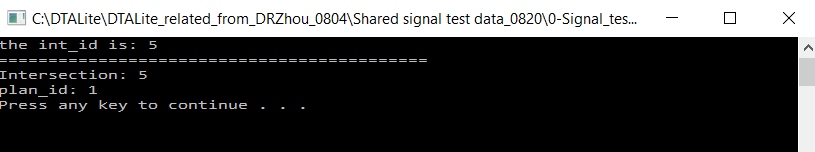 C:\DTALite\DTALite_related_from_DRZhou_0804\Shared signal test data_0820\0-Signal_tes...
the int_id is: 5
===========================================
Intersection: 5
plan_id: 1
Press any key to continue . . .